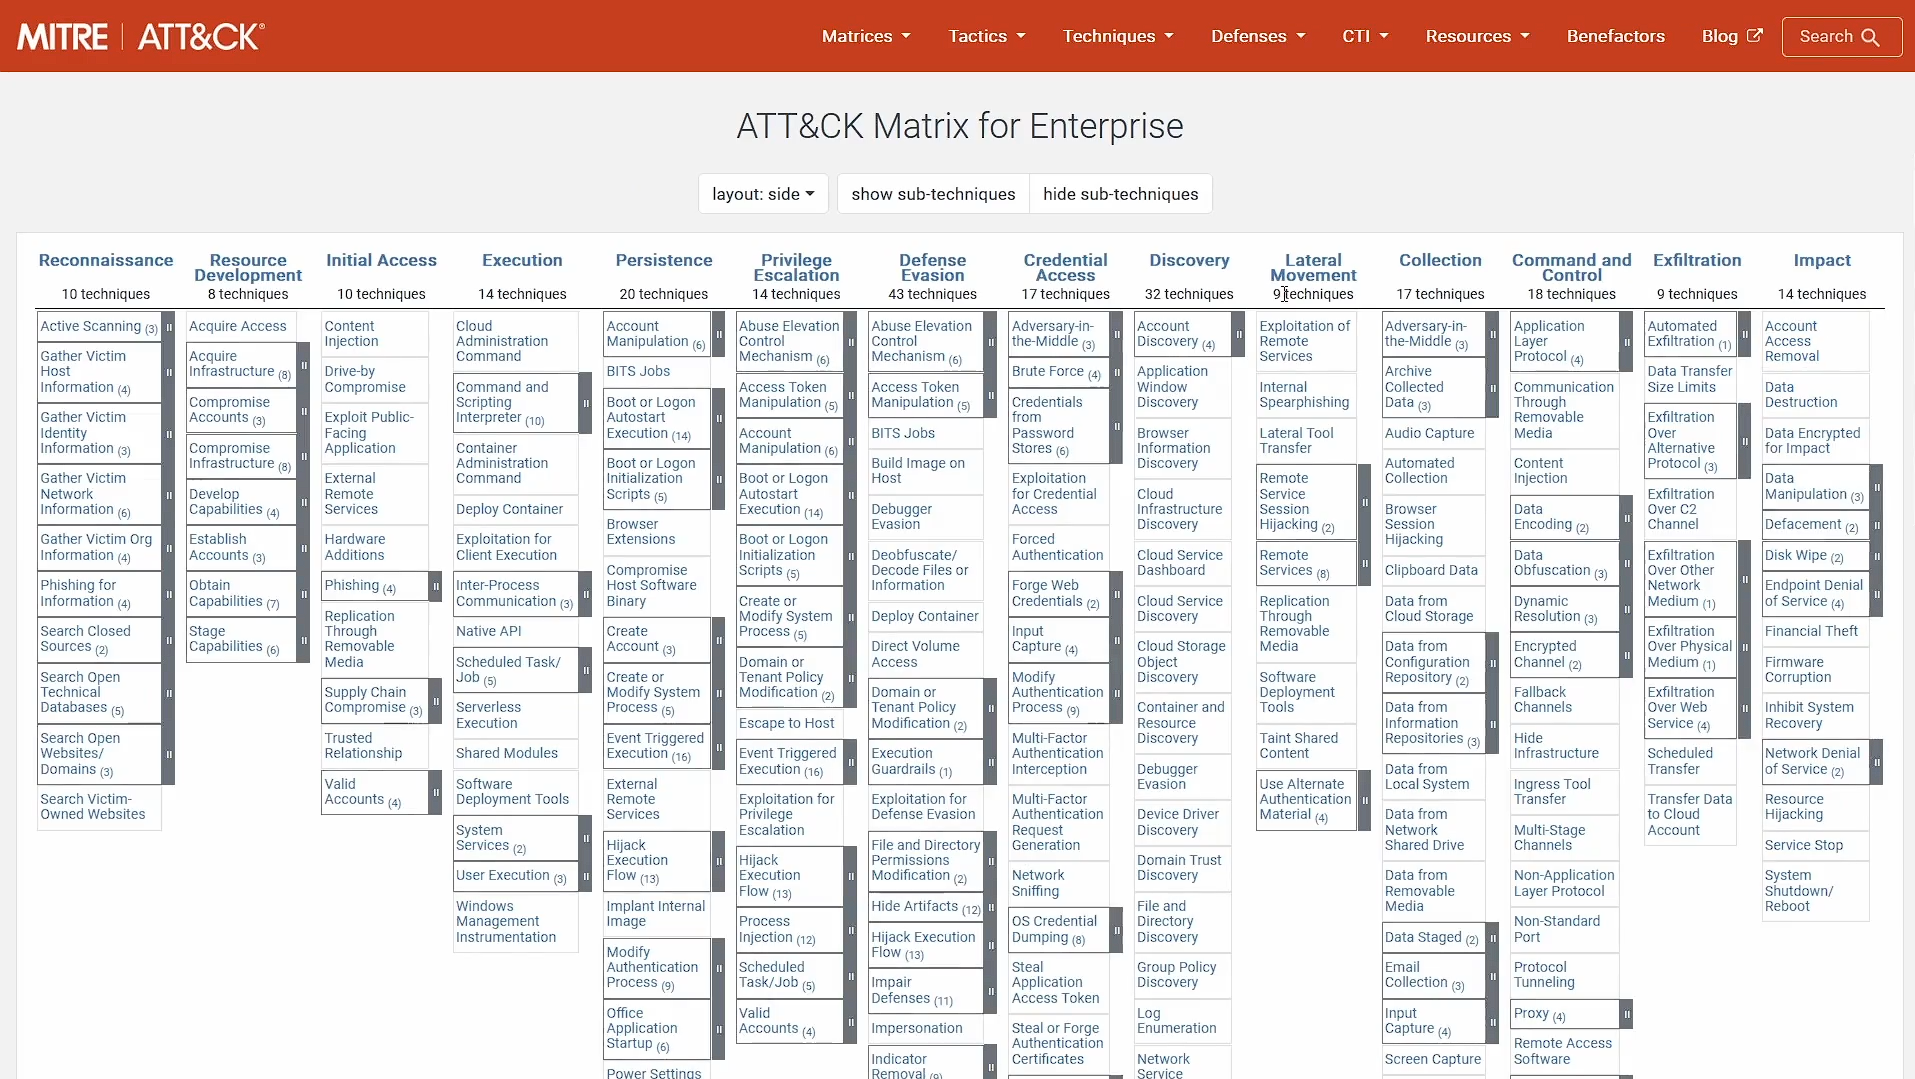 MITRE | ATT&CK®
Matrices
Tactics
Techniques
Defenses
CTI
Resources
Benefactors
Blog
Search
ATT&CK Matrix for Enterprise
layout: side
show sub-techniques
hide sub-techniques
Reconnaissance
10 techniques
Active Scanning (3)
Gather Victim
Host
Information (4)
Gather Victim
Identity
Information (3)
Gather Victim
Network
Information (6)
Gather Victim Org
Information (4)
Phishing for
Information (4)
Search Closed
Sources (2)
Search Open
Technical
Databases (5)
Search Open
Websites/
Domains (3)
Search Victim-
Owned Websites
Resource
Development
8 techniques
Acquire Access
Acquire
Infrastructure (8)
Compromise
Accounts (3)
Compromise
Infrastructure (8)
Develop
Capabilities (4)
Establish
Accounts (3)
Obtain
Capabilities (7)
Stage
Capabilities (6)
Initial Access
10 techniques
Content
Injection
Drive-by
Compromise
Exploit Public-
Facing
Application
External
Remote
Services
Hardware
Additions
Phishing (4)
Replication
Through
Removable
Media
Supply Chain
Compromise (3)
Trusted
Relationship
Valid
Accounts (4)
Execution
14 techniques
Cloud
Administration
Command
Command and
Scripting
Interpreter (10)
Container
Administration
Command
Deploy Container
Exploitation for
Client Execution
Inter-Process
Communication (3)
Native API
Scheduled Task/
Job (5)
Serverless
Execution
Shared Modules
Software
Deployment Tools
System
Services (2)
User Execution (3)
Windows
Management
Instrumentation
Persistence
20 techniques
Account
Manipulation (6)
BITS Jobs
Boot or Logon
Autostart
Execution (14)
Boot or Logon
Initialization
Scripts (5)
Browser
Extensions
Compromise
Host Software
Binary
Create
Account (3)
Create or
Modify System
Process (5)
Event Triggered
Execution (16)
External
Remote
Services
Hijack
Execution
Flow (13)
Implant Internal
Image
Modify
Authentication
Process (9)
Office
Application
Startup (6)
Power Settings
Privilege
Escalation
14 techniques
Abuse Elevation
Control
Mechanism (6)
Access Token
Manipulation (5)
Account
Manipulation (6)
Boot or Logon
Autostart
Execution (14)
Boot or Logon
Initialization
Scripts (5)
Create or
Modify System
Process (5)
Domain or
Tenant Policy
Modification (2)
Escape to Host
Event Triggered
Execution (16)
Exploitation for
Privilege
Escalation
Hijack
Execution
Flow (13)
Process
Injection (12)
Scheduled
Task/Job (5)
Valid
Accounts (4)
Defense
Evasion
43 techniques
Abuse Elevation
Control
Mechanism (6)
Access Token
Manipulation (5)
BITS Jobs
Build Image on
Host
Debugger
Evasion
Deobfuscate/
Decode Files or
Information
Deploy Container
Direct Volume
Access
Domain or
Tenant Policy
Modification (2)
Execution
Guardrails (1)
Exploitation for
Defense Evasion
File and Directory
Permissions
Modification (2)
Hide Artifacts (12)
Hijack Execution
Flow (13)
Impair
Defenses (11)
Impersonation
Indicator
Removal (9)
Credential
Access
17 techniques
Adversary-in-
the-Middle (3)
Brute Force (4)
Credentials
from
Password
Stores (6)
Exploitation
for Credential
Access
Forced
Authentication
Forge Web
Credentials (2)
Input
Capture (4)
Modify
Authentication
Process (9)
Multi-Factor
Authentication
Interception
Multi-Factor
Authentication
Request
Generation
Network
Sniffing
OS Credential
Dumping (8)
Steal
Application
Access Token
Steal or Forge
Authentication
Certificates
Discovery
32 techniques
Account
Discovery (4)
Application
Window
Discovery
Browser
Information
Discovery
Cloud
Infrastructure
Discovery
Cloud Service
Dashboard
Cloud Service
Discovery
Cloud Storage
Object
Discovery
Container and
Resource
Discovery
Debugger
Evasion
Device Driver
Discovery
Domain Trust
Discovery
File and
Directory
Discovery
Group Policy
Discovery
Log
Enumeration
Network
Service
Lateral
Movement
9 techniques
Exploitation of
Remote
Services
Internal
Spearphishing
Lateral Tool
Transfer
Remote
Service
Session
Hijacking (2)
Remote
Services (8)
Replication
Through
Removable
Media
Software
Deployment
Tools
Taint Shared
Content
Use Alternate
Authentication
Material (4)
Collection
17 techniques
Adversary-in-
the-Middle (3)
Archive
Collected
Data (3)
Audio Capture
Automated
Collection
Browser
Session
Hijacking
Clipboard Data
Data from
Cloud Storage
Data from
Configuration
Repository (2)
Data from
Information
Repositories (3)
Data from
Local System
Data from
Network
Shared Drive
Data from
Removable
Media
Data Staged (2)
Email
Collection (3)
Input
Capture (4)
Screen Capture
Command and
Control
18 techniques
Application
Layer
Protocol (4)
Communication
Through
Removable
Media
Content
Injection
Data
Encoding (2)
Data
Obfuscation (3)
Dynamic
Resolution (3)
Encrypted
Channel (2)
Fallback
Channels
Hide
Infrastructure
Ingress Tool
Transfer
Multi-Stage
Channels
Non-Application
Layer Protocol
Non-Standard
Port
Protocol
Tunneling
Proxy (4)
Remote Access
Software
Exfiltration
9 techniques
Automated
Exfiltration (1)
Data Transfer
Size Limits
Exfiltration
Over
Alternative
Protocol (3)
Exfiltration
Over C2
Channel
Exfiltration
Over Other
Network
Medium (1)
Exfiltration
Over Physical
Medium (1)
Exfiltration
Over Web
Service (4)
Scheduled
Transfer
Transfer Data
to Cloud
Account
Impact
14 techniques
Account
Access
Removal
Data
Destruction
Data Encrypted
for Impact
Data
Manipulation (3)
Defacement (2)
Disk Wipe (2)
Endpoint Denial
of Service (4)
Financial Theft
Firmware
Corruption
Inhibit System
Recovery
Network Denial
of Service (2)
Resource
Hijacking
Service Stop
System
Shutdown/
Reboot